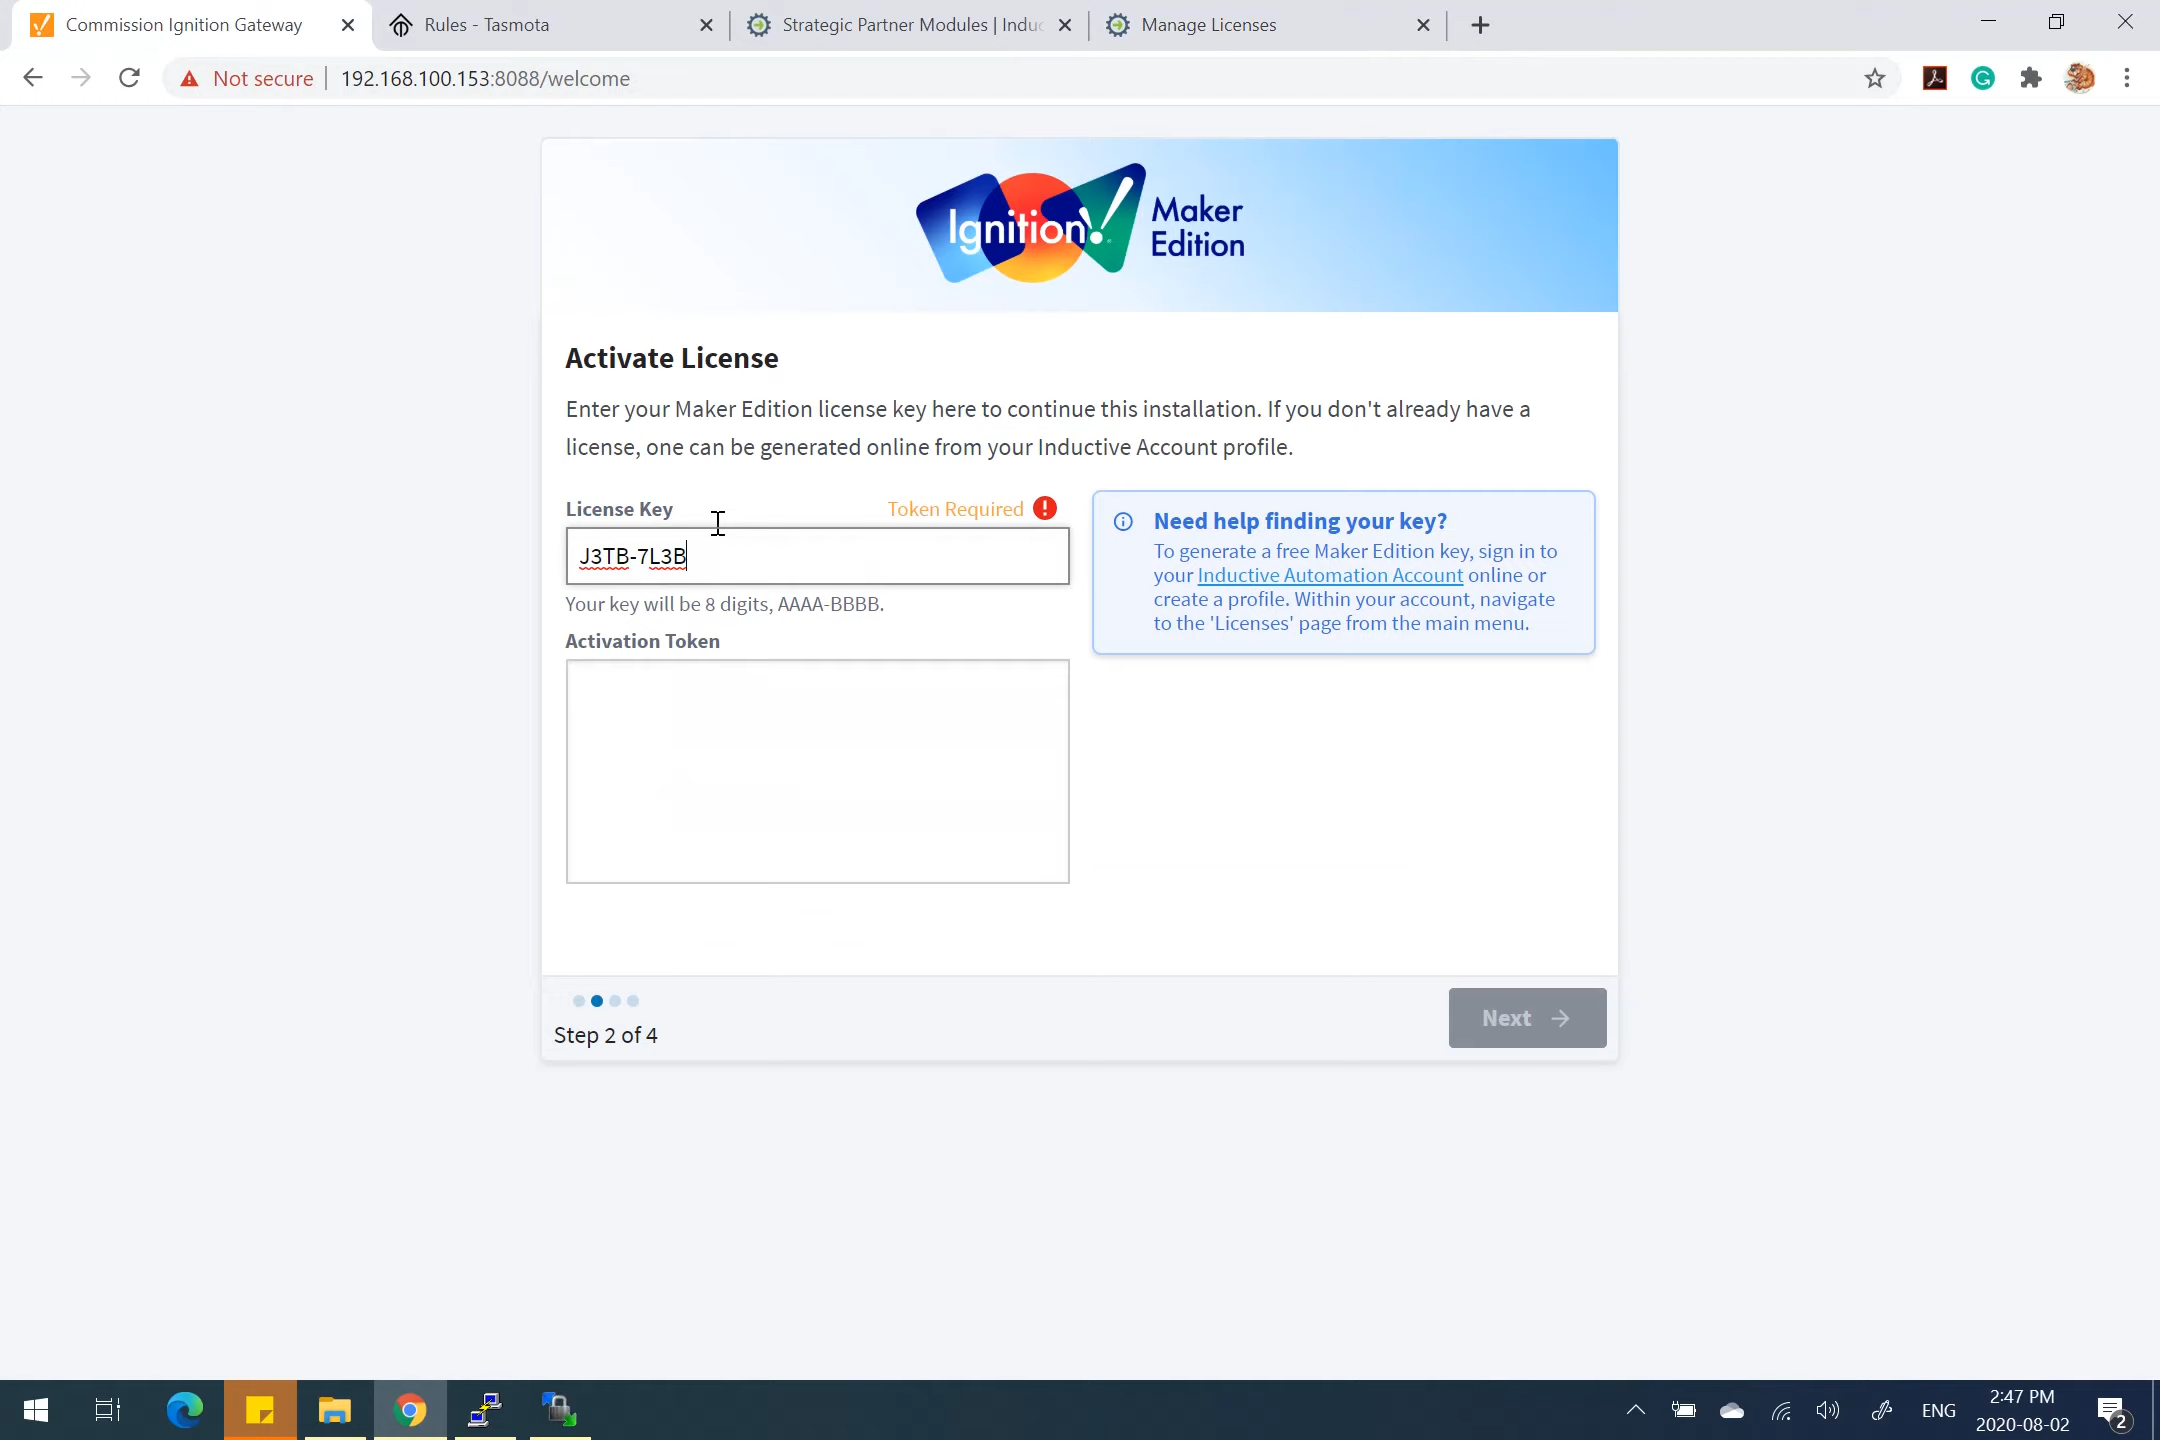 Commission Ignition Gateway
Rules - Tasmota
Strategic Partner Modules | Induc
Manage Licenses
Not secure
192.168.100.153:8088/welcome
Ignition!
Maker
Edition
Activate License
Enter your Maker Edition license key here to continue this installation. If you don't already have a
license, one can be generated online from your Inductive Account profile.
License Key
Token Required
J3TB-7L3B
Your key will be 8 digits, AAAA-BBBB.
Activation Token
Need help finding your key?
To generate a free Maker Edition key, sign in to
your Inductive Automation Account online or
create a profile. Within your account, navigate
to the 'Licenses' page from the main menu.
Step 2 of 4
Next
ENG
2:47 PM
2020-08-02
2